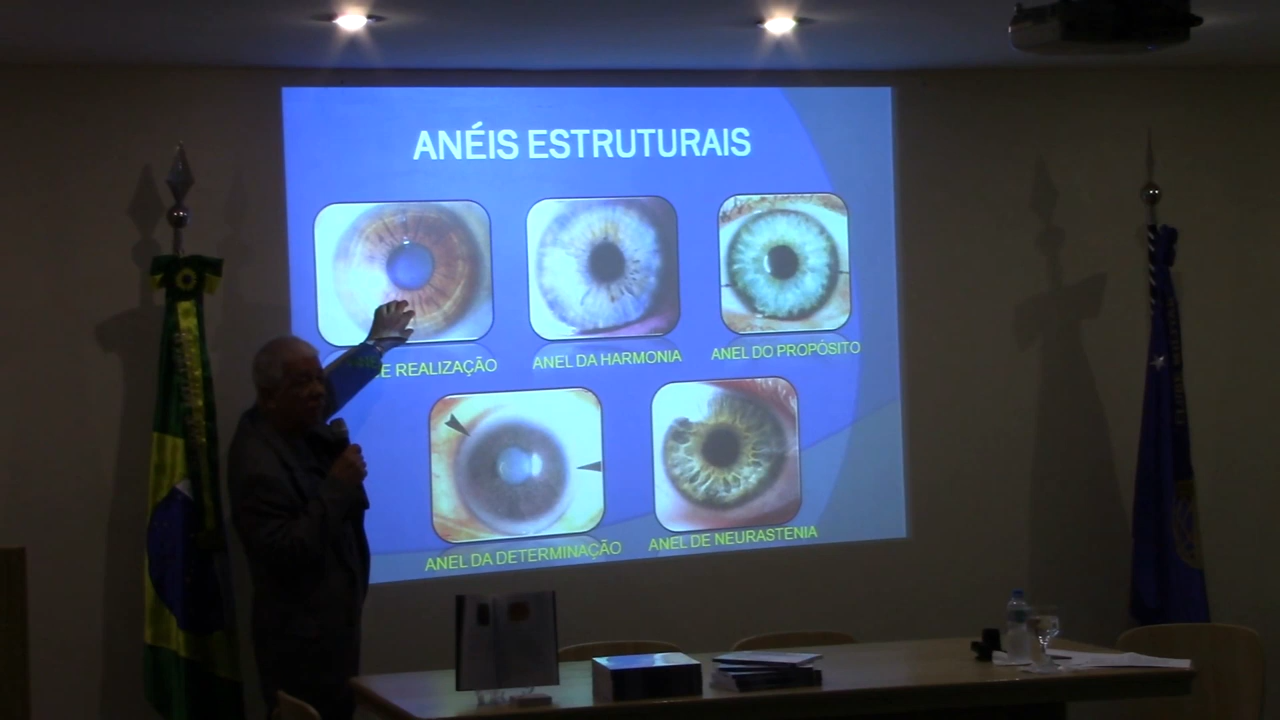 ANÉIS ESTRUTURAIS
E REALIZAÇÃO
ANEL DA HARMONIA
ANEL DO PROPÓSITO
ANEL DA DETERMINAÇÃO
ANEL DE NEURASTENIA